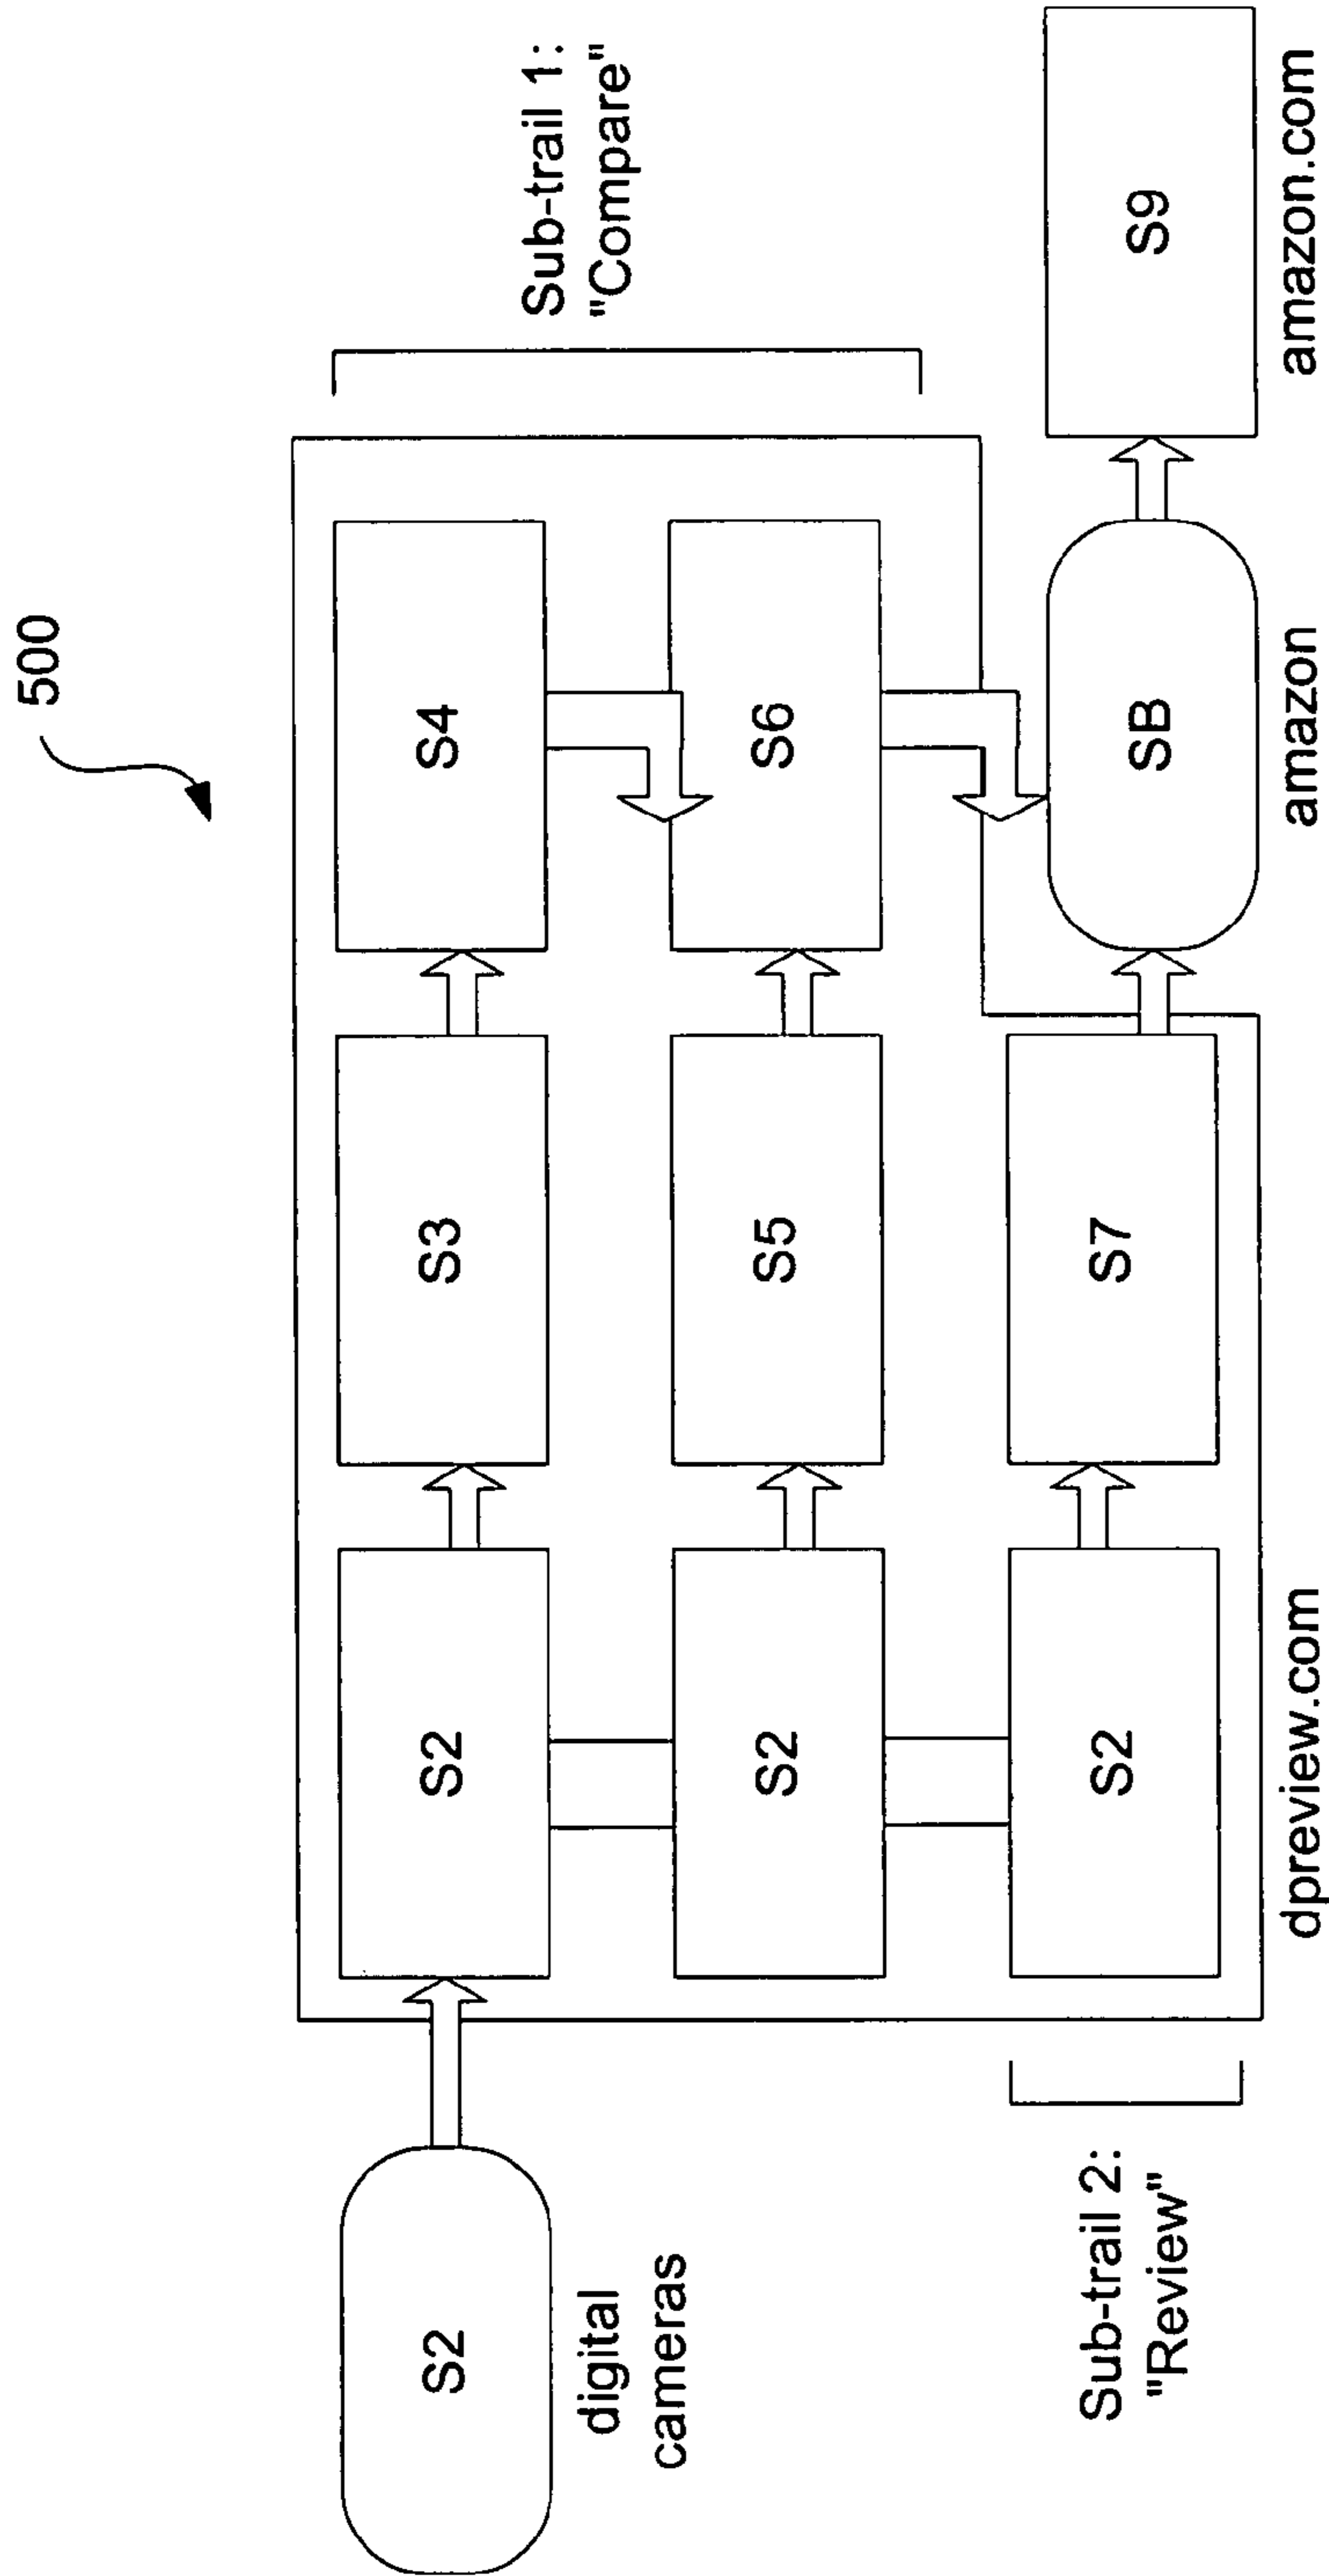 500
S2
digital
cameras
S2
S3
S4
Sub-trail 1:
"Compare"
S2
S5
S6
Sub-trail 2:
"Review"
S2
S7
SB
S9
dpreview.com
amazon
amazon.com